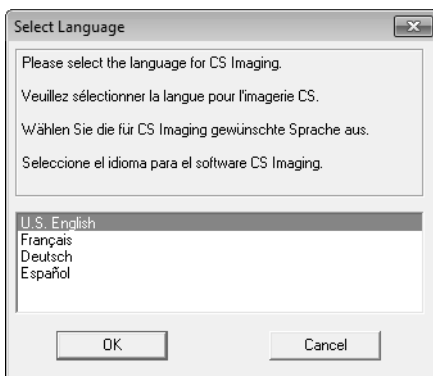 Select Language
Please select the language for CS Imaging.
Veuillez sélectionner la langue pour l'imagerie CS.
Wählen Sie die für CS Imaging gewünschte Sprache aus.
Seleccione el idioma para el software CS Imaging.
U.S. English
Français
Deutsch
Español
OK
Cancel